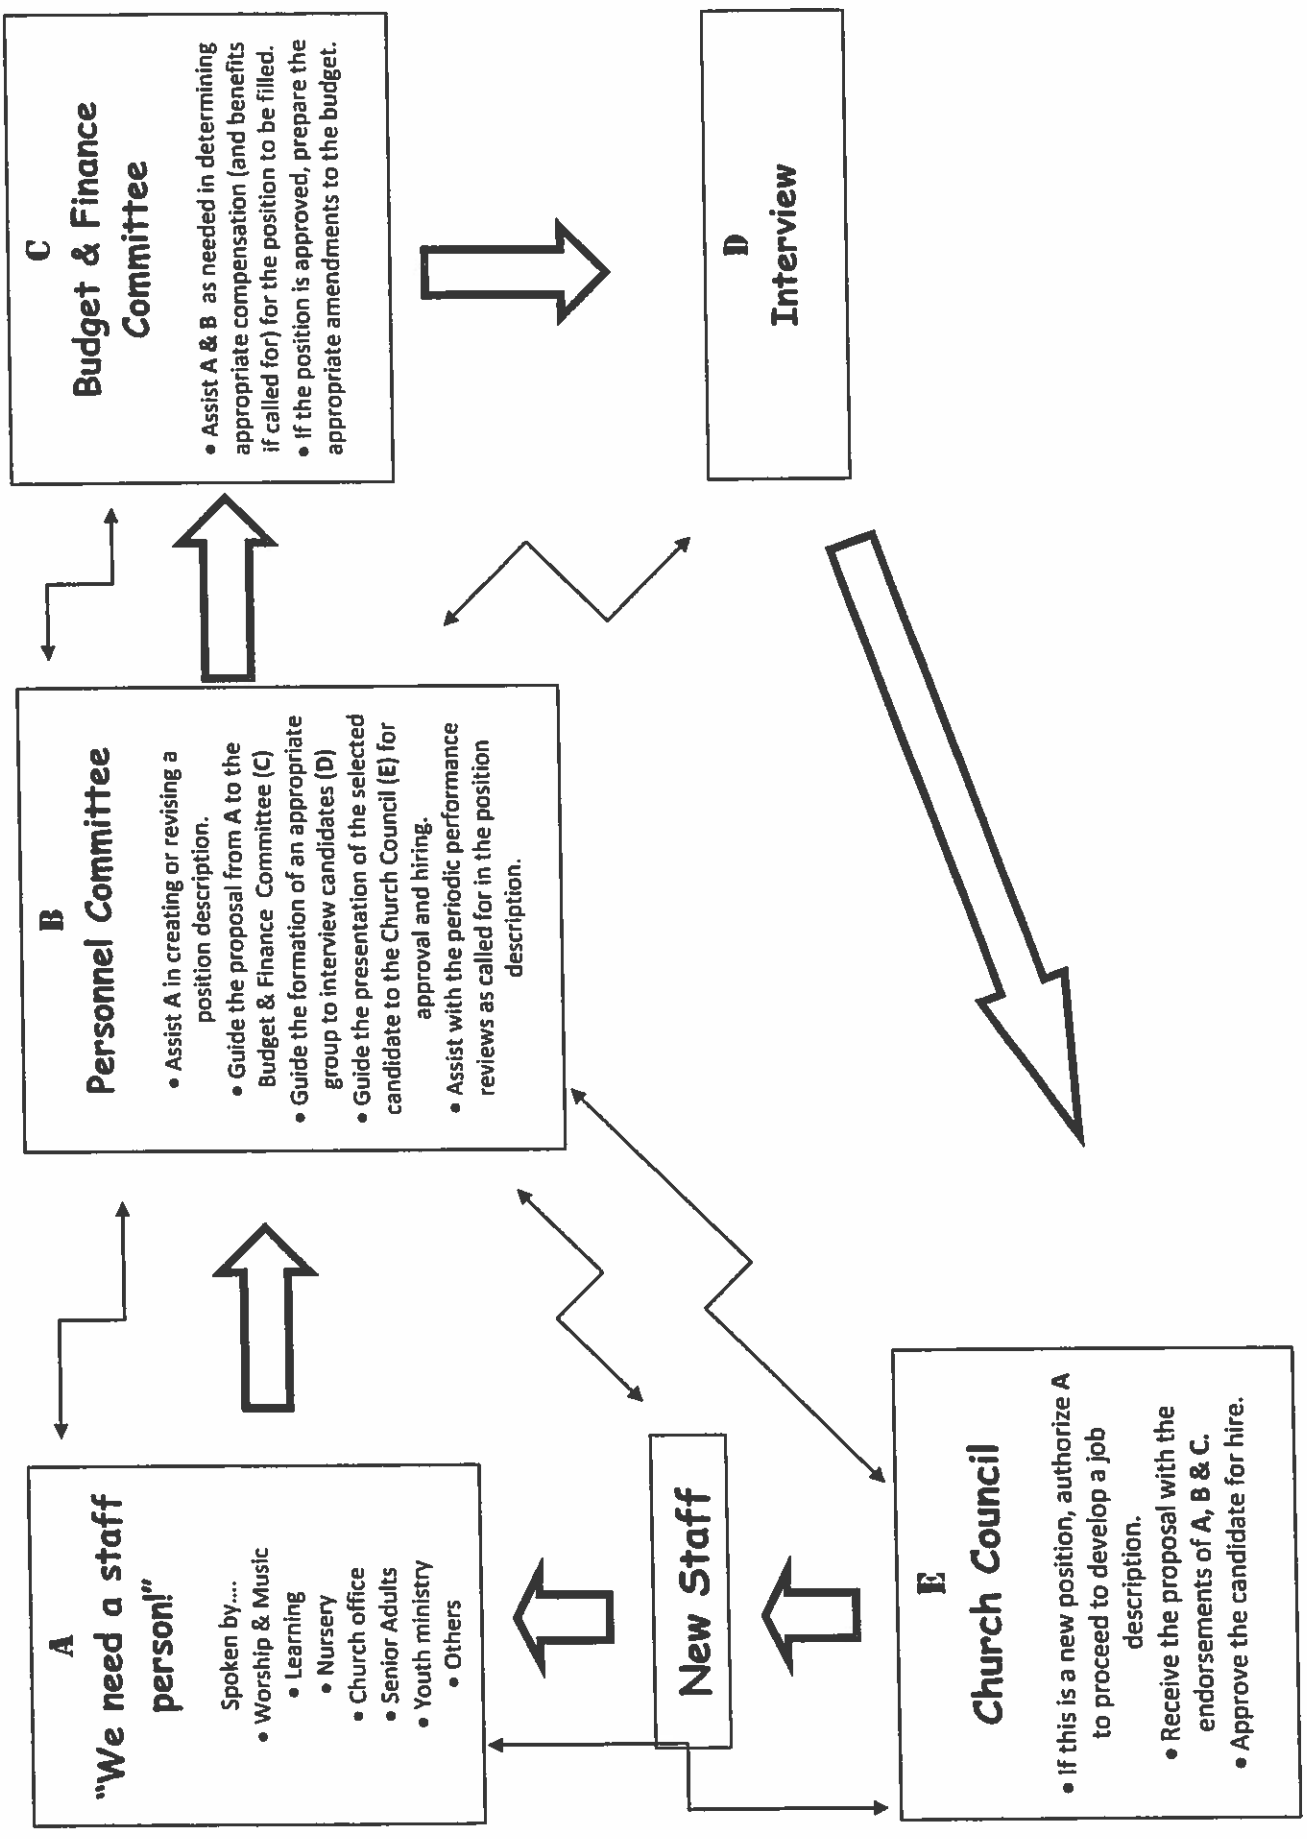 A
"We need a staff
person!"
Spoken by....
• Worship & Music
• Learning
• Nursery
• Church office
• Senior Adults
• Youth ministry
• Others
B
Personnel Committee
• Assist A in creating or revising a
position description.
• Guide the proposal from A to the
Budget & Finance Committee (C)
• Guide the formation of an appropriate
group to interview candidates (D)
• Guide the presentation of the selected
candidate to the Church Council (E) for
approval and hiring.
• Assist with the periodic performance
reviews as called for in the position
description.
C
Budget & Finance
Committee
• Assist A & B as needed in determining
appropriate compensation (and benefits
if called for) for the position to be filled.
• If the position is approved, prepare the
appropriate amendments to the budget.
D
Interview
New Staff
E
Church Council
• If this is a new position, authorize A
to proceed to develop a job
description.
• Receive the proposal with the
endorsements of A, B & C.
• Approve the candidate for hire.